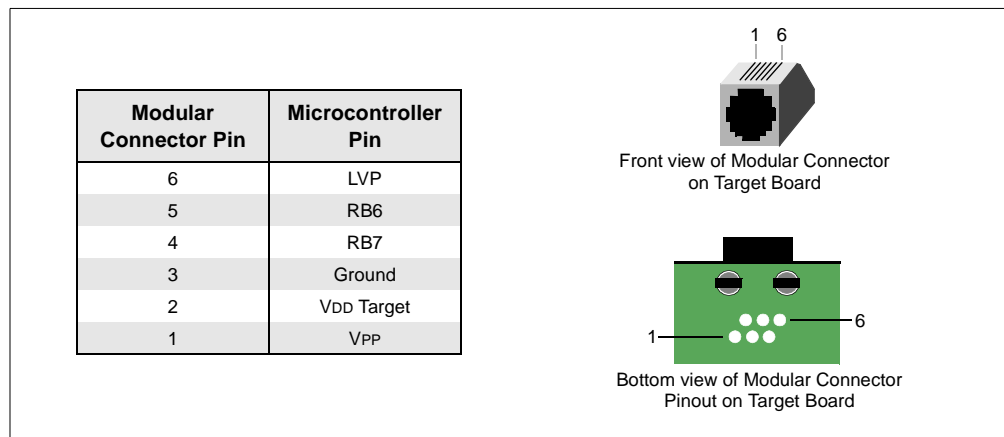 Modular Connector Pin Microcontroller Pin
6 LVP
5 RB6
4 RB7
3 Ground
2 VDD Target
1 VPP
1 6
Front view of Modular Connector
on Target Board
6
1
Bottom view of Modular Connector
Pinout on Target Board